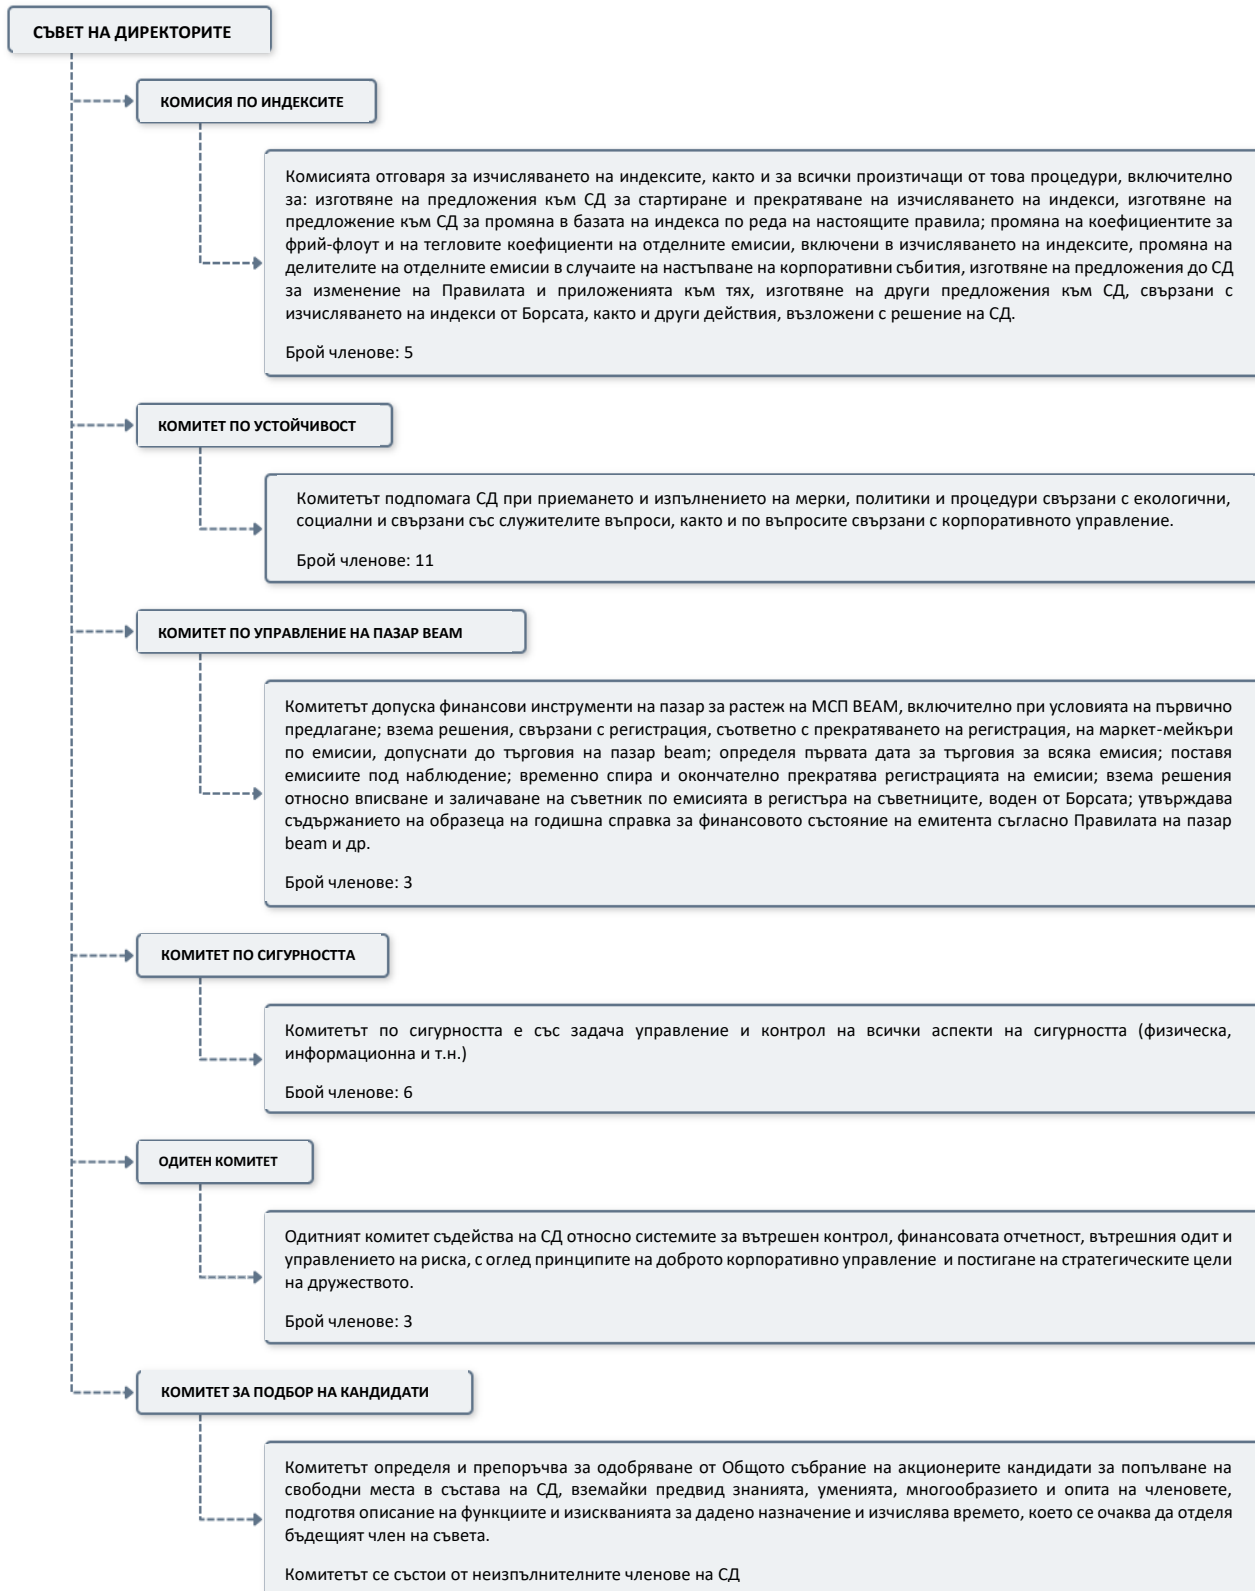 СЪВЕТ НА ДИРЕКТОРИТЕ
КОМИСИЯ ПО ИНДЕКСИТЕ
Комисията отговаря за изчисляването на индексите, както и за всички произтичащи от това процедури, включително
за: изготвяне на предложения към СД за стартиране и прекратяване на изчисляването на индекси, изготвяне на
предложение към СД за промяна в базата на индекса по реда на настоящите правила; промяна на коефициентите за
фрий-флоут и на тегловите коефициенти на отделните емисии, включени в изчисляването на индексите, промяна на
делителите на отделните емисии в случаите на настъпване на корпоративни събития, изготвяне на предложения до СД
за изменение на Правилата и приложенията към тях, изготвяне на други предложения към СД, свързани с
изчисляването на индекси от Борсата, както и други действия, възложени с решение на СД.
Брой членове: 5
КОМИТЕТ ПО УСТОЙЧИВОСТ
Комитетът подпомага СД при приемането и изпълнението на мерки, политики и процедури свързани с екологични,
социални и свързани със служителите въпроси, както и по въпросите свързани с корпоративното управление.
Брой членове: 11
КОМИТЕТ ПО УПРАВЛЕНИЕ НА ПАЗАР BEAM
Комитетът допуска финансови инструменти на пазар за растеж на МСП BEAM, включително при условията на първично
предлагане; взема решения, свързани с регистрация, съответно с прекратяването на регистрация, на маркет-мейкъри
по емисии, допуснати до търговия на пазар beam; определя първата дата за търговия за всяка емисия; поставя
емисиите под наблюдение; временно спира и окончателно прекратява регистрацията на емисии; взема решения
относно вписване и заличаване на съветник по емисията в регистъра на съветниците, воден от Борсата; утвърждава
съдържанието на образеца на годишна справка за финансовото състояние на емитента съгласно Правилата на пазар
beam и др.
Брой членове: 3
КОМИТЕТ ПО СИГУРНОСТТА
Комитетът по сигурността е със задача управление и контрол на всички аспекти на сигурността (физическа,
информационна и т.н.)
Брой членове: 6
ОДИТЕН КОМИТЕТ
Одитният комитет съдейства на СД относно системите за вътрешен контрол, финансовата отчетност, вътрешния одит и
управлението на риска, с оглед принципите на доброто корпоративно управление и постигане на стратегическите цели
на дружеството.
Брой членове: 3
КОМИТЕТ ЗА ПОДБОР НА КАНДИДАТИ
Комитетът определя и препоръчва за одобряване от Общото събрание на акционерите кандидати за попълване на
свободни места в състава на СД, вземайки предвид знанията, уменията, многообразието и опита на членовете,
подготвя описание на функциите и изискванията за дадено назначение и изчислява времето, което се очаква да отделя
бъдещият член на съвета.
Комитетът се състои от неизпълнителните членове на СД